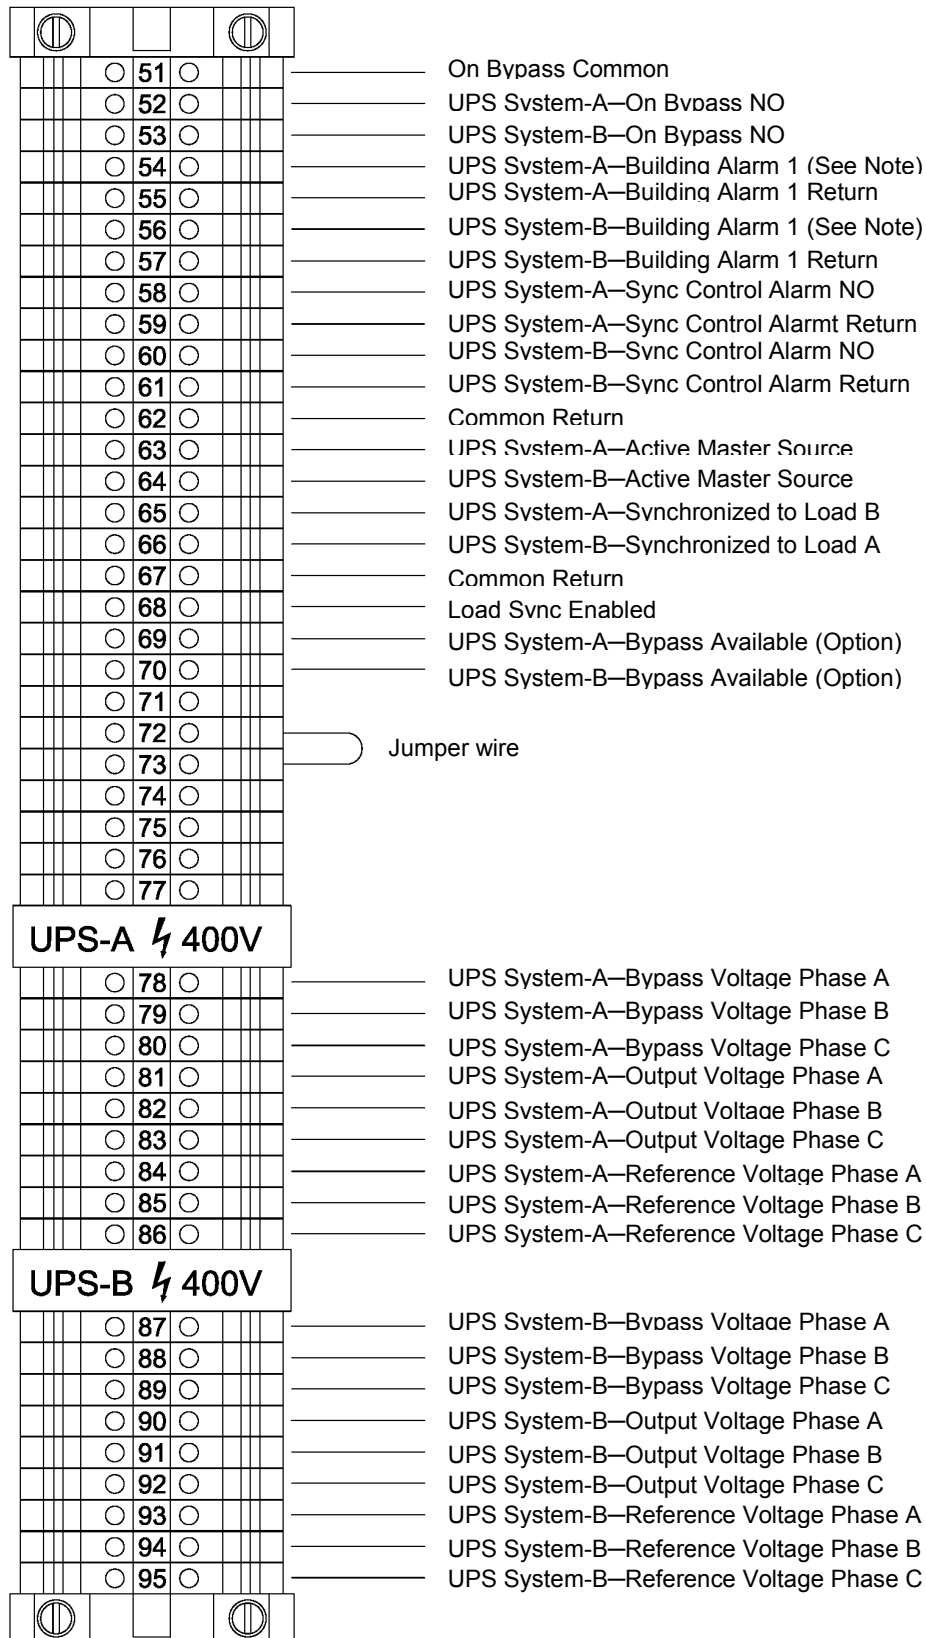 51 On Bypass Common
52 UPS System-A—On Bypass NO
53 UPS System-B—On Bypass NO
54 UPS System-A—Building Alarm 1 (See Note)
55 UPS System-A—Building Alarm 1 Return
56 UPS System-B—Building Alarm 1 (See Note)
57 UPS System-B—Building Alarm 1 Return
58 UPS System-A—Sync Control Alarm NO
59 UPS System-A—Sync Control Alarmt Return
60 UPS System-B—Sync Control Alarm NO
61 UPS System-B—Sync Control Alarm Return
62 Common Return
63 UPS System-A—Active Master Source
64 UPS System-B—Active Master Source
65 UPS System-A—Synchronized to Load B
66 UPS System-B—Synchronized to Load A
67 Common Return
68 Load Sync Enabled
69 UPS System-A—Bypass Available (Option)
70 UPS System-B—Bypass Available (Option)
71
72
Jumper wire
73
74
75
76
77
UPS-A 400V
78 UPS System-A—Bypass Voltage Phase A
79 UPS System-A—Bypass Voltage Phase B
80 UPS System-A—Bypass Voltage Phase C
81 UPS System-A—Output Voltage Phase A
82 UPS System-A—Output Voltage Phase B
83 UPS System-A—Output Voltage Phase C
84 UPS System-A—Reference Voltage Phase A
85 UPS System-A—Reference Voltage Phase B
86 UPS System-A—Reference Voltage Phase C
UPS-B 400V
87 UPS System-B—Bypass Voltage Phase A
88 UPS System-B—Bypass Voltage Phase B
89 UPS System-B—Bypass Voltage Phase C
90 UPS System-B—Output Voltage Phase A
91 UPS System-B—Output Voltage Phase B
92 UPS System-B—Output Voltage Phase C
93 UPS System-B—Reference Voltage Phase A
94 UPS System-B—Reference Voltage Phase B
95 UPS System-B—Reference Voltage Phase C